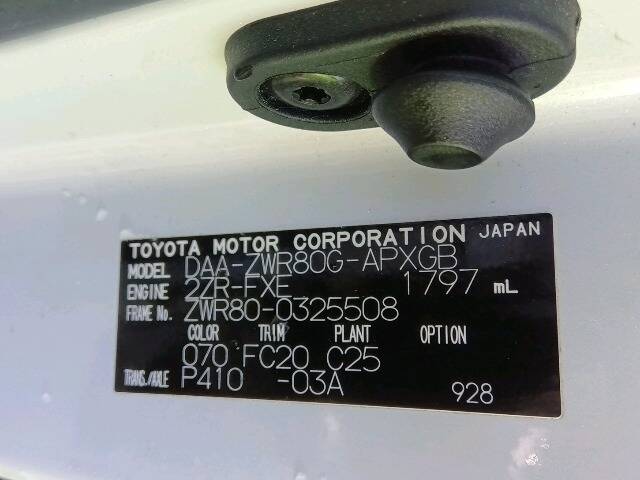 TOYOTA MOTOR CORPORATION JAPAN
MODEL DAA-ZWR80G-APXGB
ENGINE 2ZR-FXE 1797 mL
FRAME No. ZWR80-0325508
COLOR TRIM PLANT OPTION
070 FC20 C25
TRANS./AXLE P410 -03A 928